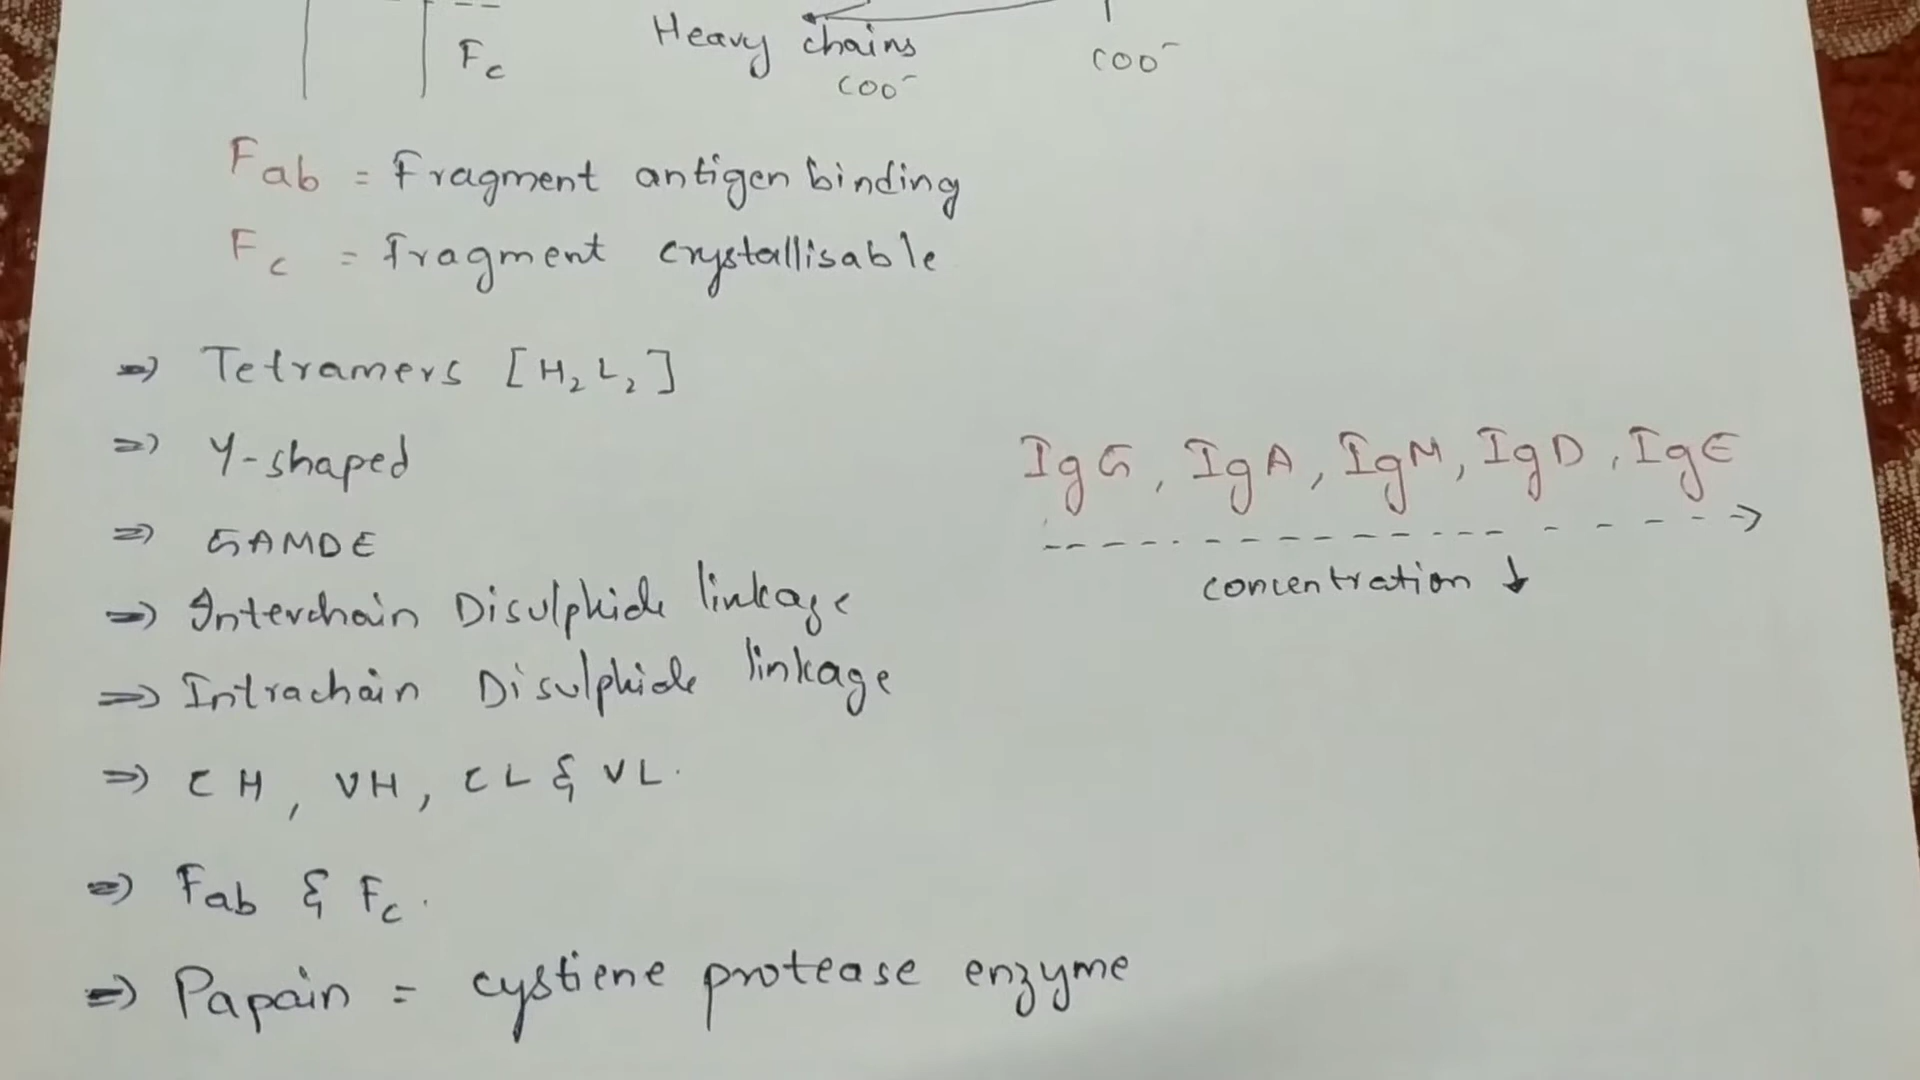 Fc
Heavy chains
COO⁻
COO⁻
Fab = Fragment antigen binding
Fc = Fragment crystallisable
⇒ Tetramers [H₂L₂]
⇒ Y-shaped
⇒ GAMDE
IgG, IgA, IgM, IgD, IgE
concentration ↓
⇒ Interchain Disulphide linkage
⇒ Intrachain Disulphide linkage
⇒ CH, VH, CL & VL.
⇒ Fab & Fc.
⇒ Papain = cystiene protease enzyme